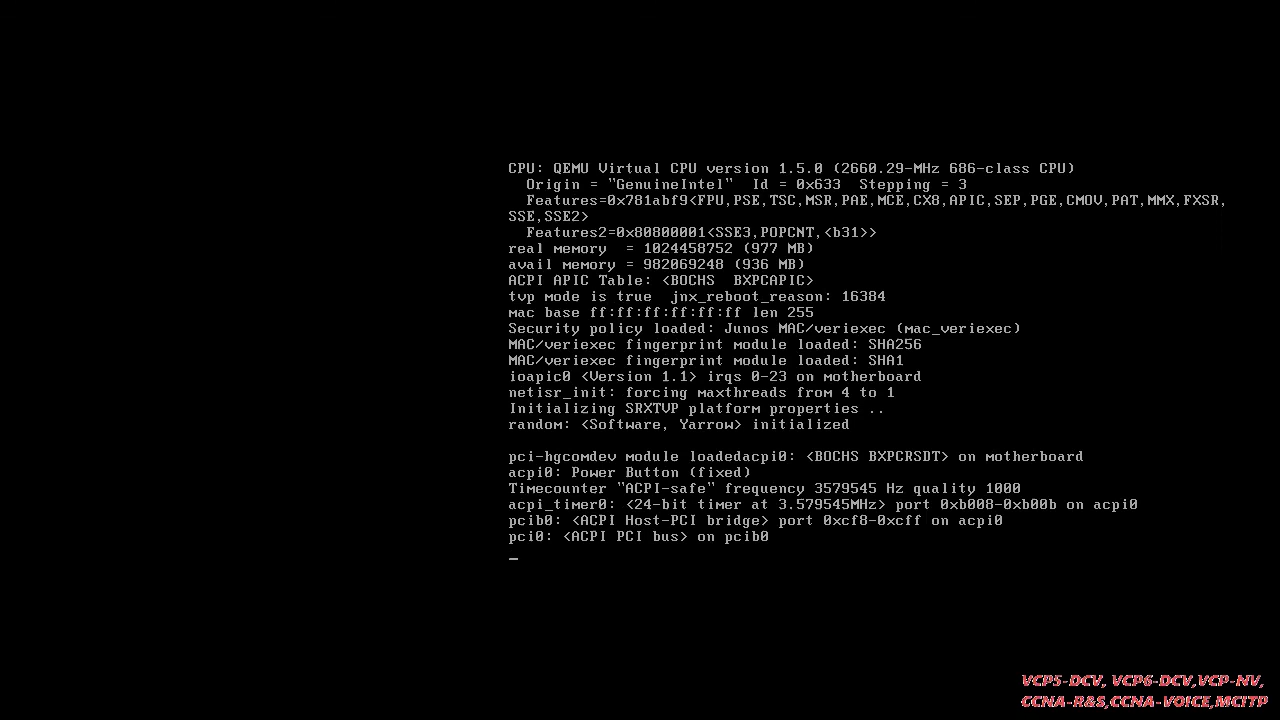 CPU: QEMU Virtual CPU version 1.5.0 (2660.29-MHz 686-class CPU)
  Origin = "GenuineIntel"  Id = 0x633  Stepping = 3
  Features=0x781abf9<FPU,PSE,TSC,MSR,PAE,MCE,CX8,APIC,SEP,PGE,CMOV,PAT,MMX,FXSR,
SSE,SSE2>
  Features2=0x80800001<SSE3,POPCNT,<b31>>
real memory  = 1024458752 (977 MB)
avail memory = 982069248 (936 MB)
ACPI APIC Table: <BOCHS  BXPCAPIC>
tvp mode is true  jnx_reboot_reason: 16384
mac base ff:ff:ff:ff:ff:ff len 255
Security policy loaded: Junos MAC/veriexec (mac_veriexec)
MAC/veriexec fingerprint module loaded: SHA256
MAC/veriexec fingerprint module loaded: SHA1
ioapic0 <Version 1.1> irqs 0-23 on motherboard
netisr_init: forcing maxthreads from 4 to 1
Initializing SRXTVP platform properties ..
random: <Software, Yarrow> initialized

pci-hgcomdev module loadedacpi0: <BOCHS BXPCRSDT> on motherboard
acpi0: Power Button (fixed)
Timecounter "ACPI-safe" frequency 3579545 Hz quality 1000
acpi_timer0: <24-bit timer at 3.579545MHz> port 0xb008-0xb00b on acpi0
pcib0: <ACPI Host-PCI bridge> port 0xcf8-0xcff on acpi0
pci0: <ACPI PCI bus> on pcib0
_
VCP5-DCV, VCP6-DCV,VCP-NV,
CCNA-R&S,CCNA-VOICE,MCITP